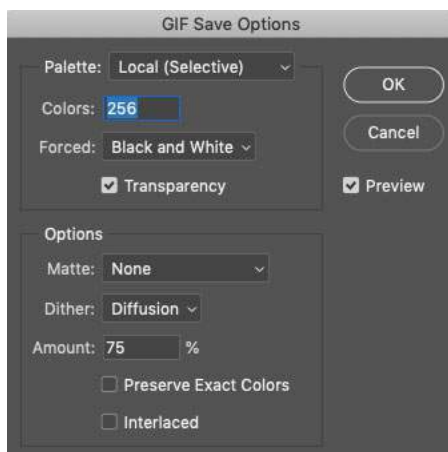 GIF Save Options
Palette: Local (Selective)
OK
Colors: 256
Cancel
Forced: Black and White
Transparency
Preview
Options
Matte: None
Dither: Diffusion
Amount: 75 %
Preserve Exact Colors
Interlaced